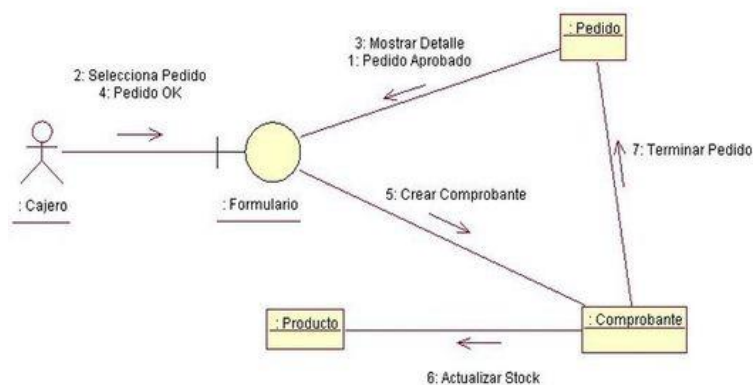 : Pedido
3: Mostrar Detalle
1: Pedido Aprobado
2: Selecciona Pedido
4: Pedido OK
7: Terminar Pedido
5: Crear Comprobante
: Cajero
: Formulario
: Producto
: Comprobante
6: Actualizar Stock